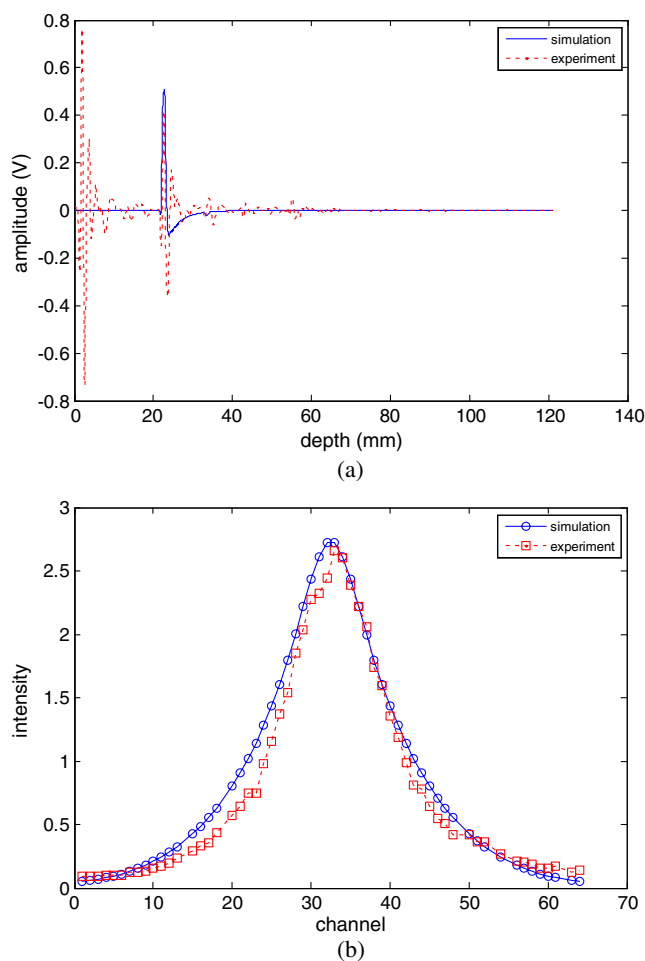 0.8
0.6
0.4
0.2
0
-0.2
-0.4
-0.6
-0.8
amplitude (V)
simulation
experiment
0 20 40 60 80 100 120 140
depth (mm)
(a)
3
2.5
2
1.5
1
0.5
0
intensity
simulation
experiment
0 10 20 30 40 50 60 70
channel
(b)